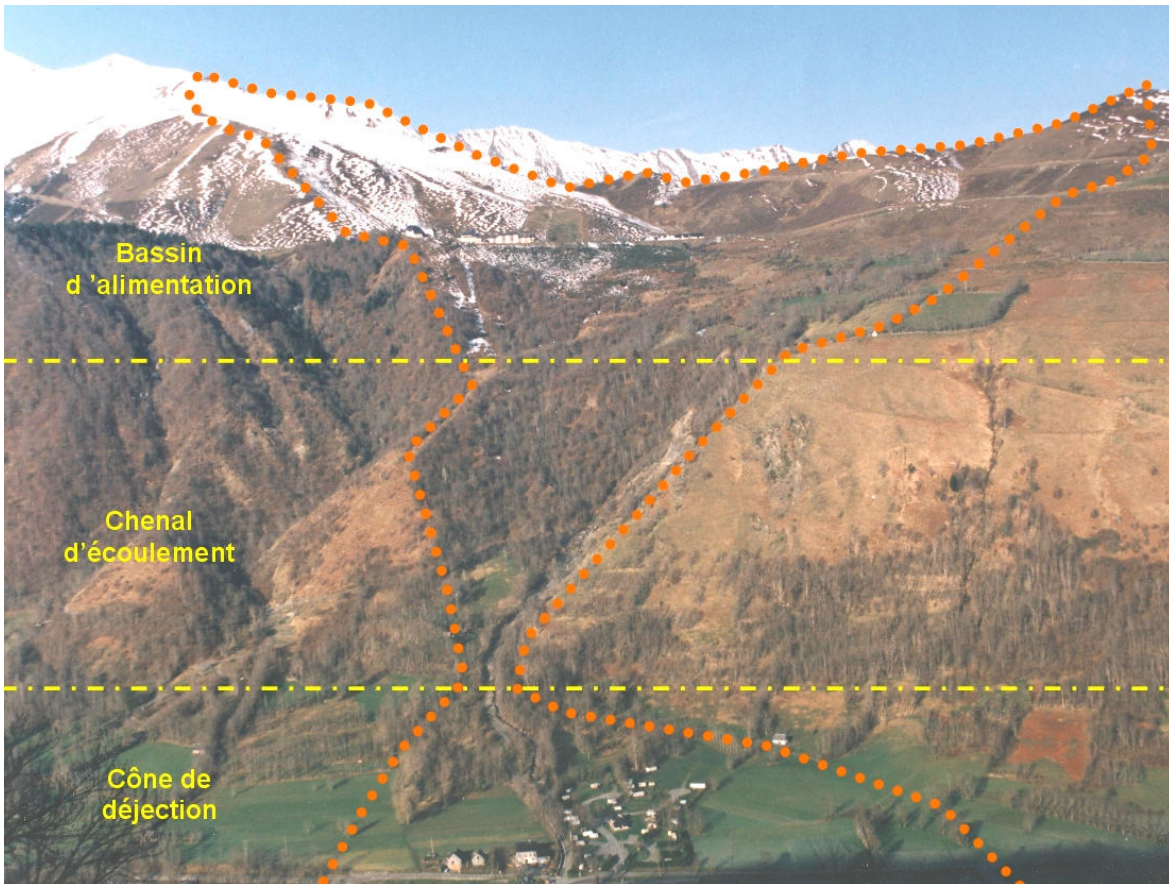 Bassin
d ’alimentation
Chenal
d’écoulement
Cône de
déjection